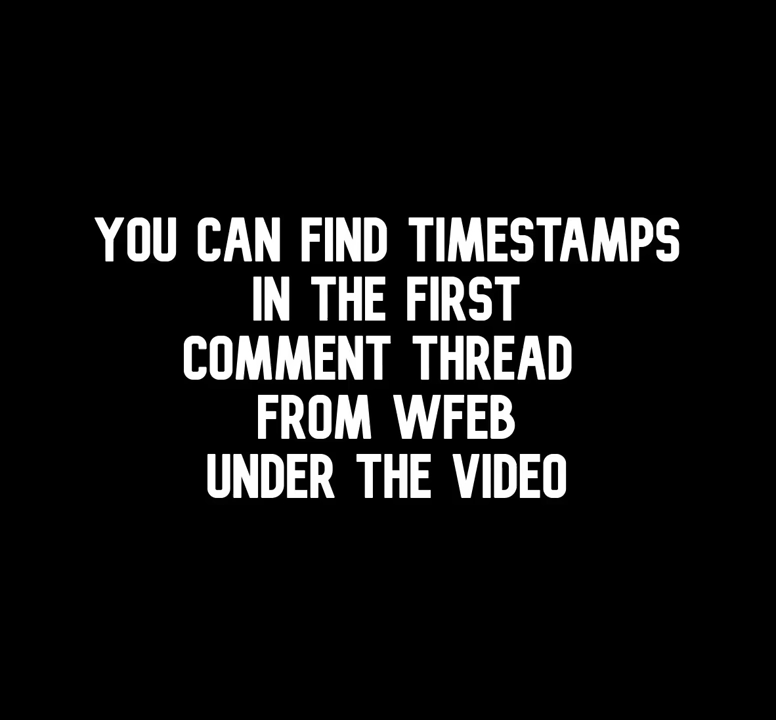 YOU CAN FIND TIMESTAMPS
IN THE FIRST
COMMENT THREAD
FROM WFEB
UNDER THE VIDEO